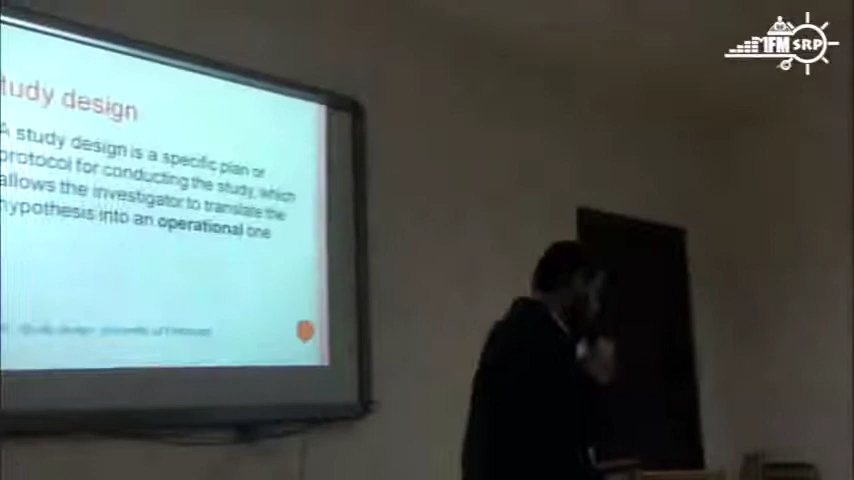 MFM SRP
tudy design
A study design is a specific plan or
protocol for conducting the study, which
allows the investigator to translate the
hypothesis into an operational one